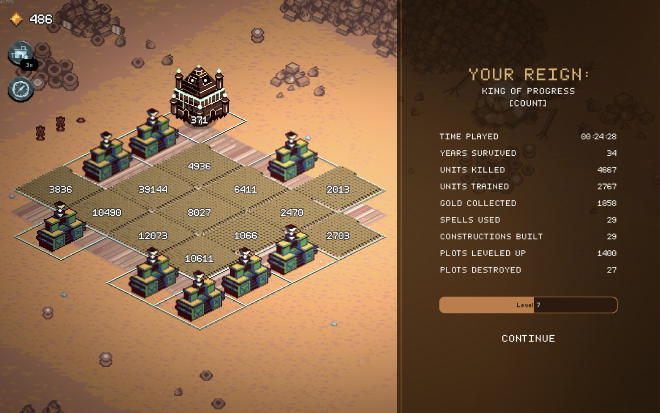 486
3x
371
4936
3836
39144
6411
2013
10490
8027
2470
12073
1066
2703
10611
YOUR REIGN:
KING OF PROGRESS
[COUNT]
TIME PLAYED 00:24:28
YEARS SURVIVED 34
UNITS KILLED 4667
UNITS TRAINED 2767
GOLD COLLECTED 1858
SPELLS USED 29
CONSTRUCTIONS BUILT 29
PLOTS LEVELED UP 1400
PLOTS DESTROYED 27
Level 7
CONTINUE